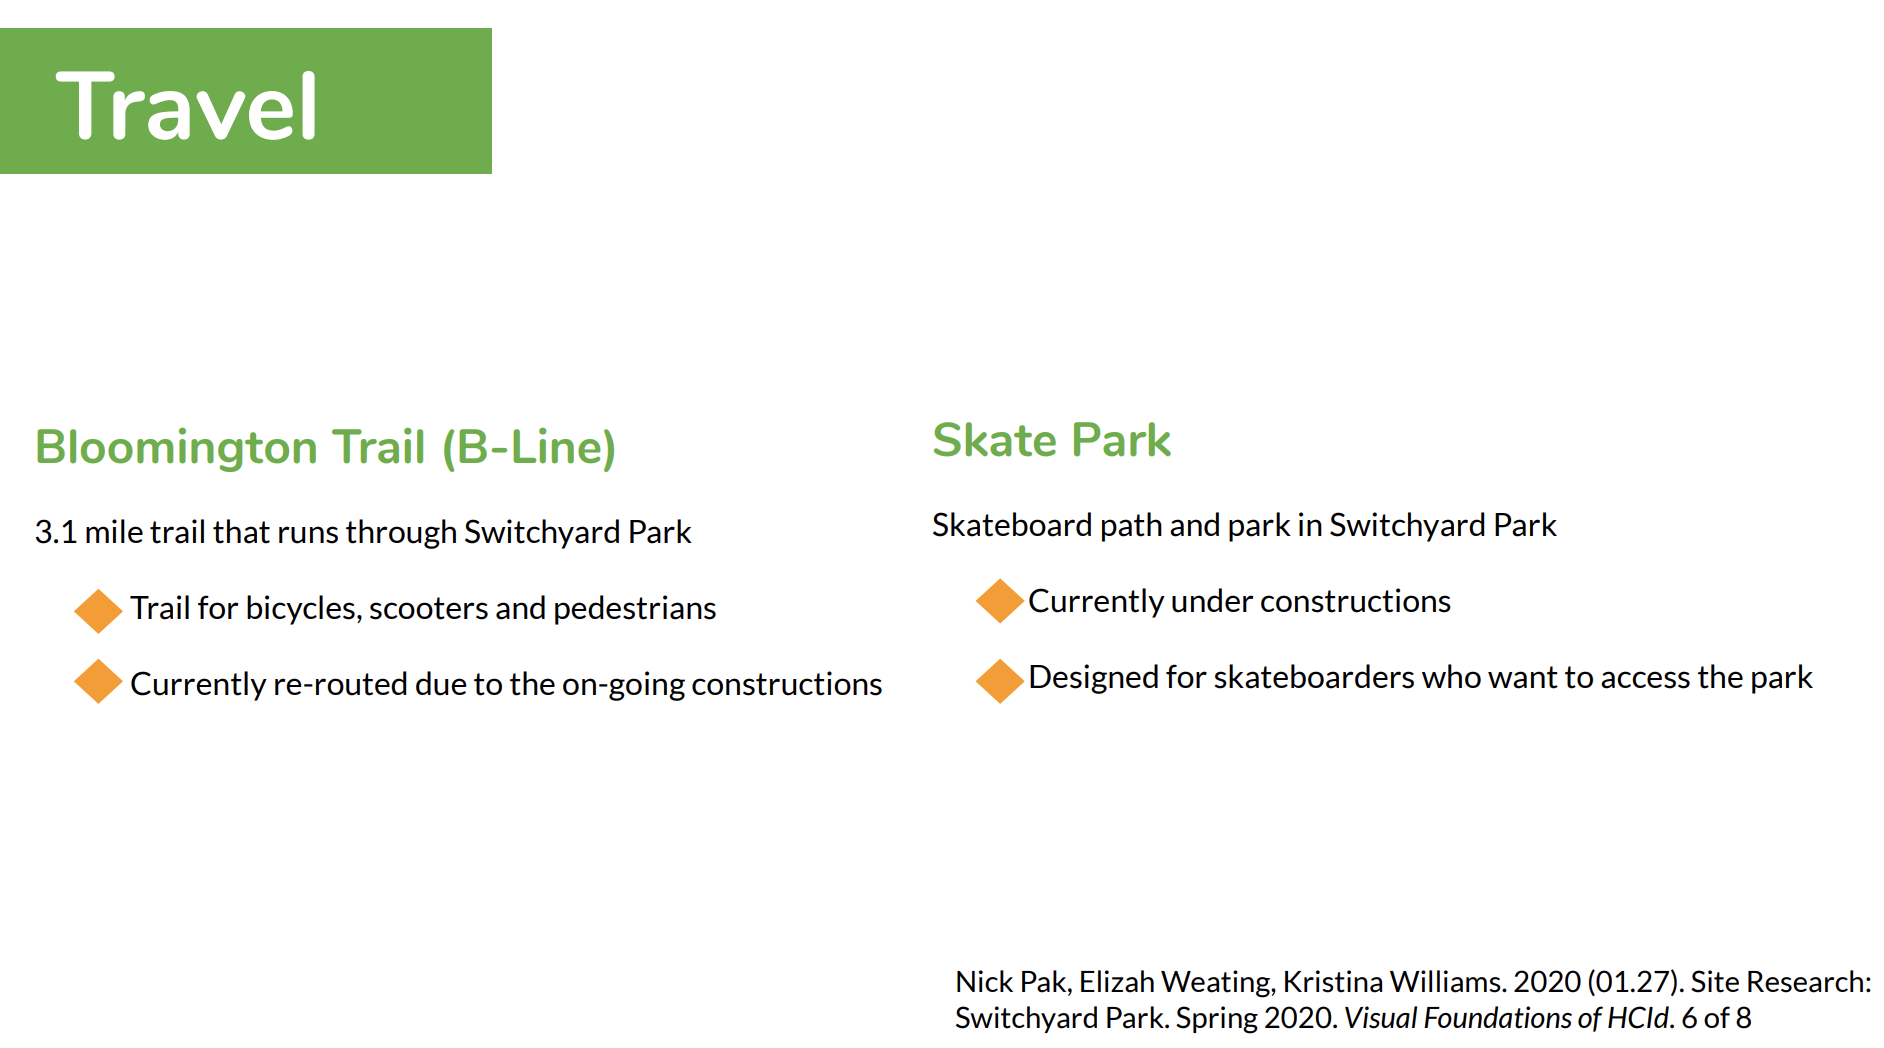 Travel
Bloomington Trail (B-Line)
3.1 mile trail that runs through Switchyard Park
Trail for bicycles, scooters and pedestrians
Currently re-routed due to the on-going constructions
Skate Park
Skateboard path and park in Switchyard Park
Currently under constructions
Designed for skateboarders who want to access the park
Nick Pak, Elizah Weating, Kristina Williams. 2020 (01.27). Site Research:
Switchyard Park. Spring 2020. Visual Foundations of HCId. 6 of 8